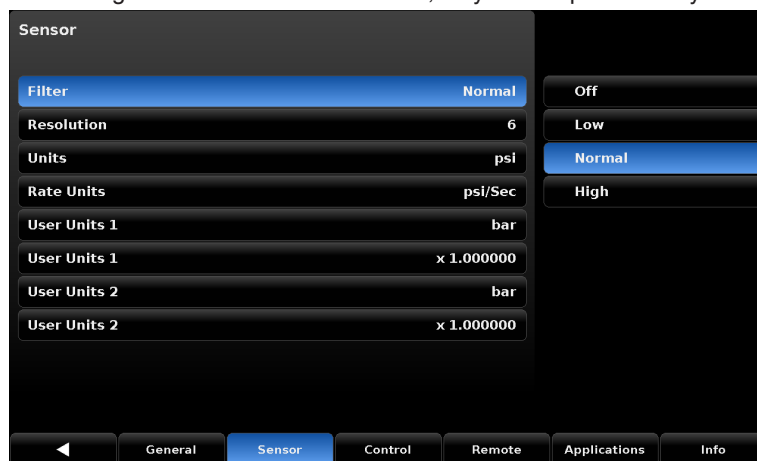 Sensor
Filter Normal
Resolution 6
Units psi
Rate Units psi/Sec
User Units 1 bar
User Units 1 x 1.000000
User Units 2 bar
User Units 2 x 1.000000
Off
Low
Normal
High
General Sensor Control Remote Applications Info